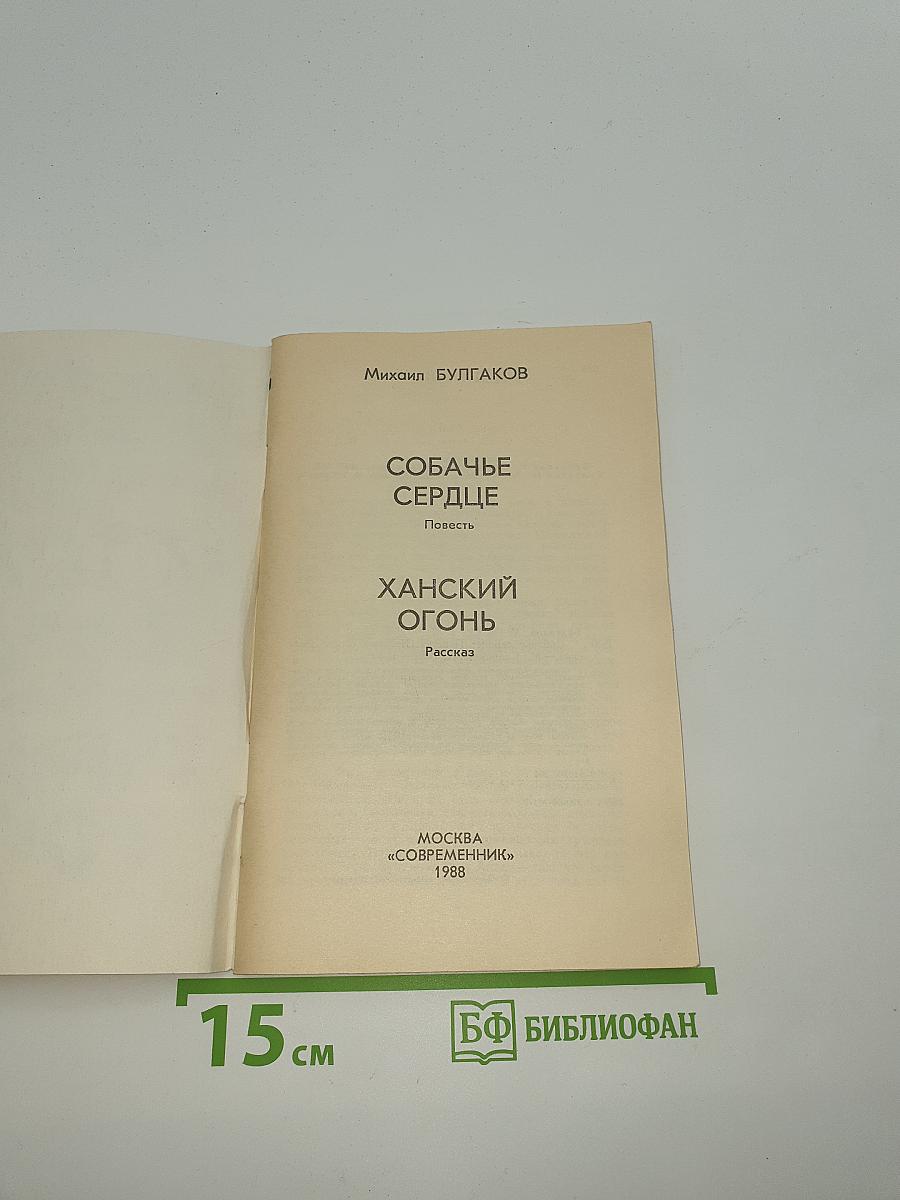 Михаил БУЛГАКОВ
СОБАЧЬЕ
СЕРДЦЕ
Повесть
ХАНСКИЙ
ОГОНЬ
Рассказ
МОСКВА
«СОВРЕМЕННИК»
1988
15 см
БФ БИБЛИОФАН